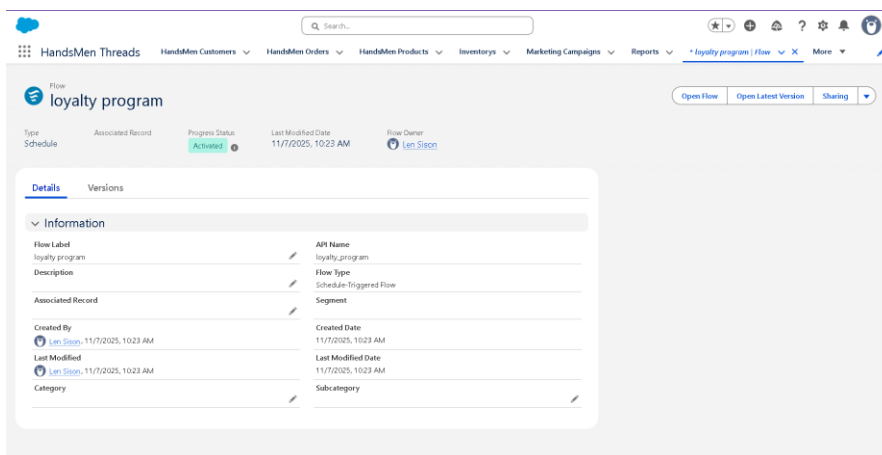 Search...
HandsMen Threads HandsMen Customers HandsMen Orders HandsMen Products Inventorys Marketing Campaigns Reports * loyalty program | Flow More
Flow
loyalty program
Open Flow Open Latest Version Sharing
Type Associated Record Progress Status Last Modified Date Flow Owner
Schedule Activated 11/7/2025, 10:23 AM Len Sison
Details Versions
Information
Flow Label API Name
loyalty program loyalty_program
Description Flow Type
Schedule-Triggered Flow
Associated Record Segment
Created By Created Date
Len Sison, 11/7/2025, 10:23 AM 11/7/2025, 10:23 AM
Last Modified Last Modified Date
Len Sison, 11/7/2025, 10:23 AM 11/7/2025, 10:23 AM
Category Subcategory